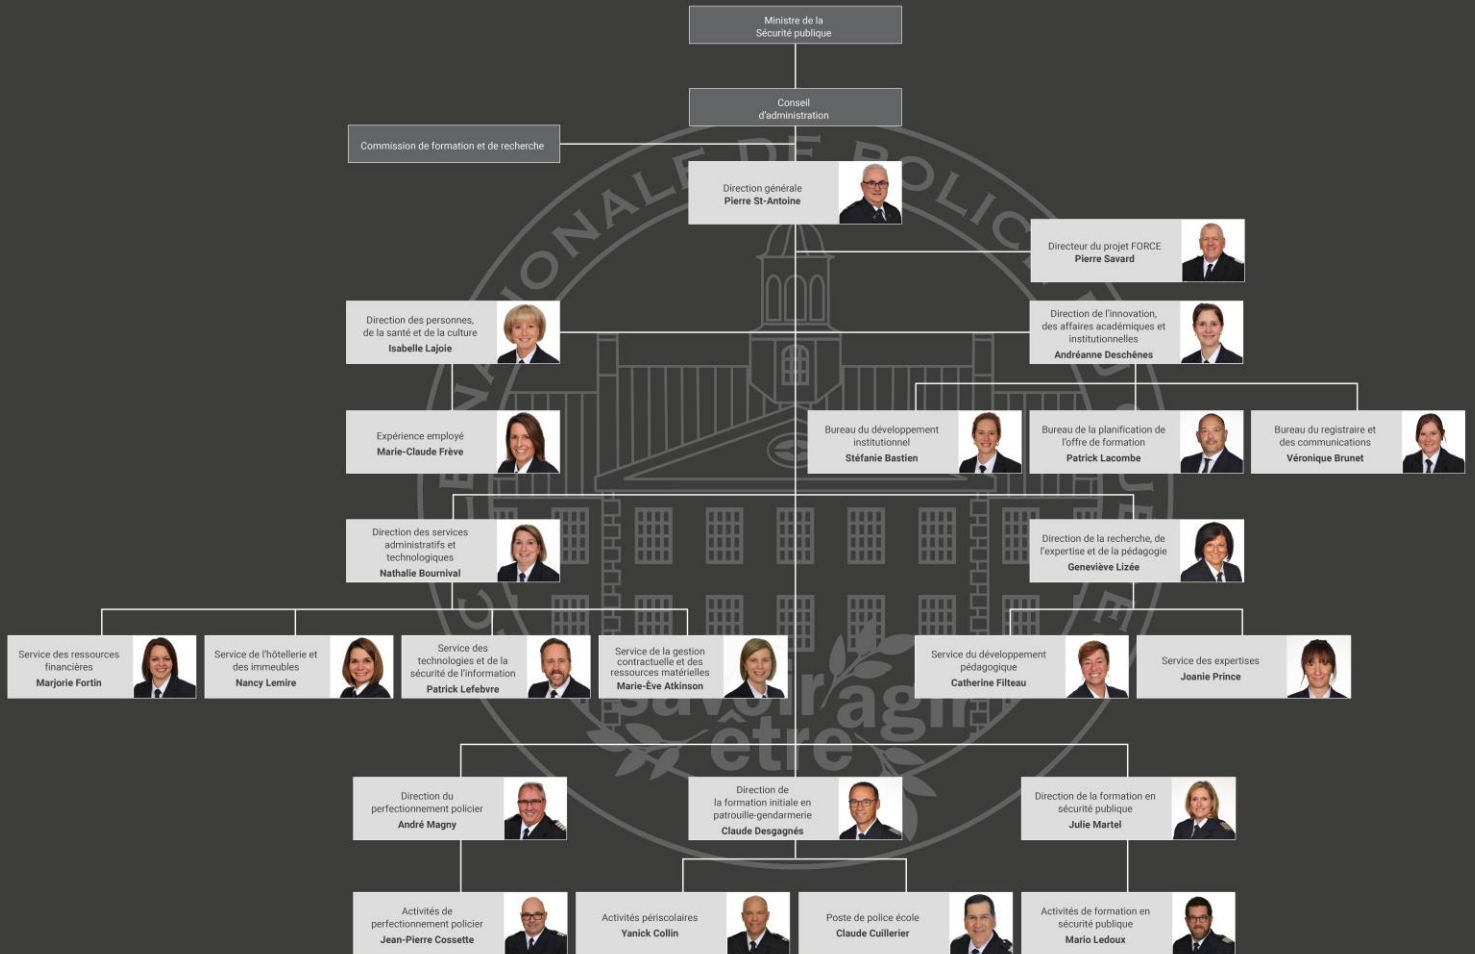 Ministre de la
Sécurité publique
Conseil
d'administration
Commission de formation et de recherche
Direction générale
Pierre St-Antoine
Directeur du projet FORCE
Pierre Savard
Direction des personnes,
de la santé et de la culture
Isabelle Lajoie
Direction de l'innovation,
des affaires académiques et
institutionnelles
Andréanne Deschênes
Expérience employé
Marie-Claude Frève
Bureau du développement
institutionnel
Stéfanie Bastien
Bureau de la planification de
l'offre de formation
Patrick Lacombe
Bureau du registraire et
des communications
Véronique Brunet
Direction des services
administratifs et
technologiques
Nathalie Bournival
Direction de la recherche, de
l'expertise et de la pédagogie
Geneviève Lizée
Service des ressources
financières
Marjorie Fortin
Service de l'hôtellerie et
des immeubles
Nancy Lemire
Service des
technologies et de la
sécurité de l'information
Patrick Lefebvre
Service de la gestion
contractuelle et des
ressources matérielles
Marie-Ève Atkinson
Service du développement
pédagogique
Catherine Filteau
Service des expertises
Joanie Prince
savoir agir
être
Direction du
perfectionnement policier
André Magny
Direction de
la formation initiale en
patrouille-gendarmerie
Claude Desgagnés
Direction de la formation en
sécurité publique
Julie Martel
Activités de
perfectionnement policier
Jean-Pierre Cossette
Activités périscolaires
Yanick Collin
Poste de police école
Claude Cuillerier
Activités de formation en
sécurité publique
Mario Ledoux